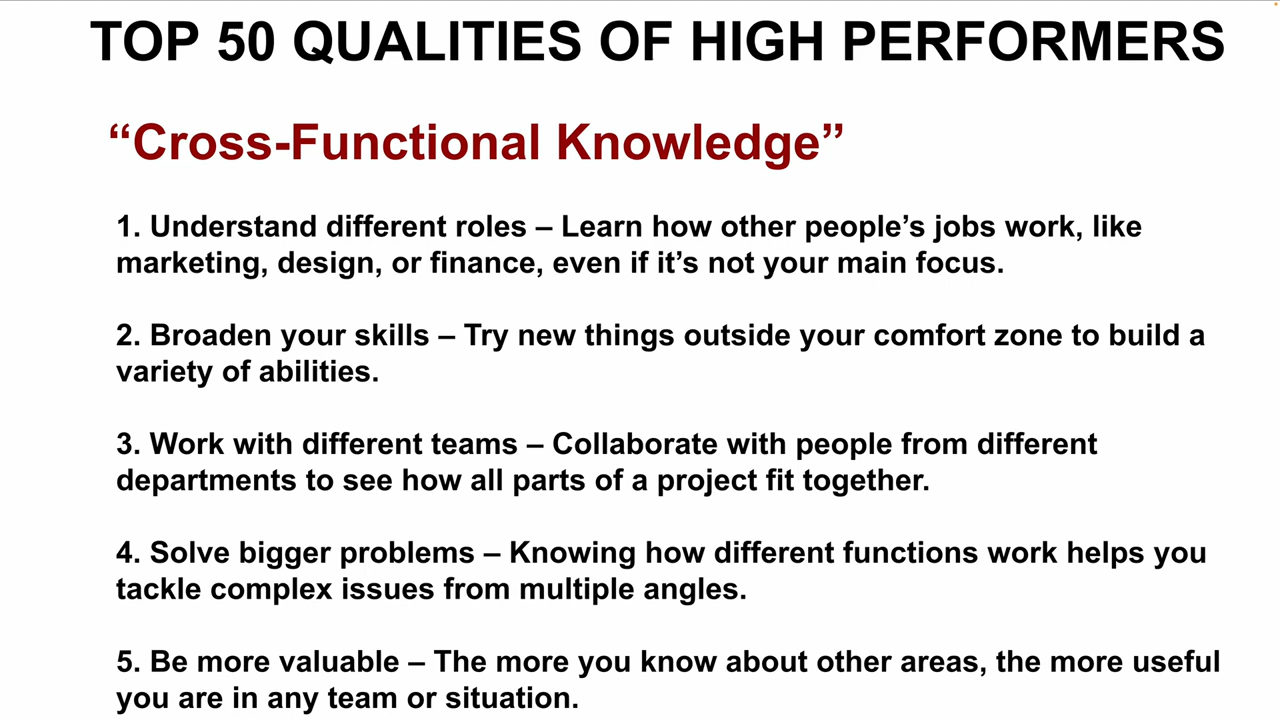 TOP 50 QUALITIES OF HIGH PERFORMERS
“Cross-Functional Knowledge”
1. Understand different roles – Learn how other people’s jobs work, like
marketing, design, or finance, even if it’s not your main focus.
2. Broaden your skills – Try new things outside your comfort zone to build a
variety of abilities.
3. Work with different teams – Collaborate with people from different
departments to see how all parts of a project fit together.
4. Solve bigger problems – Knowing how different functions work helps you
tackle complex issues from multiple angles.
5. Be more valuable – The more you know about other areas, the more useful
you are in any team or situation.